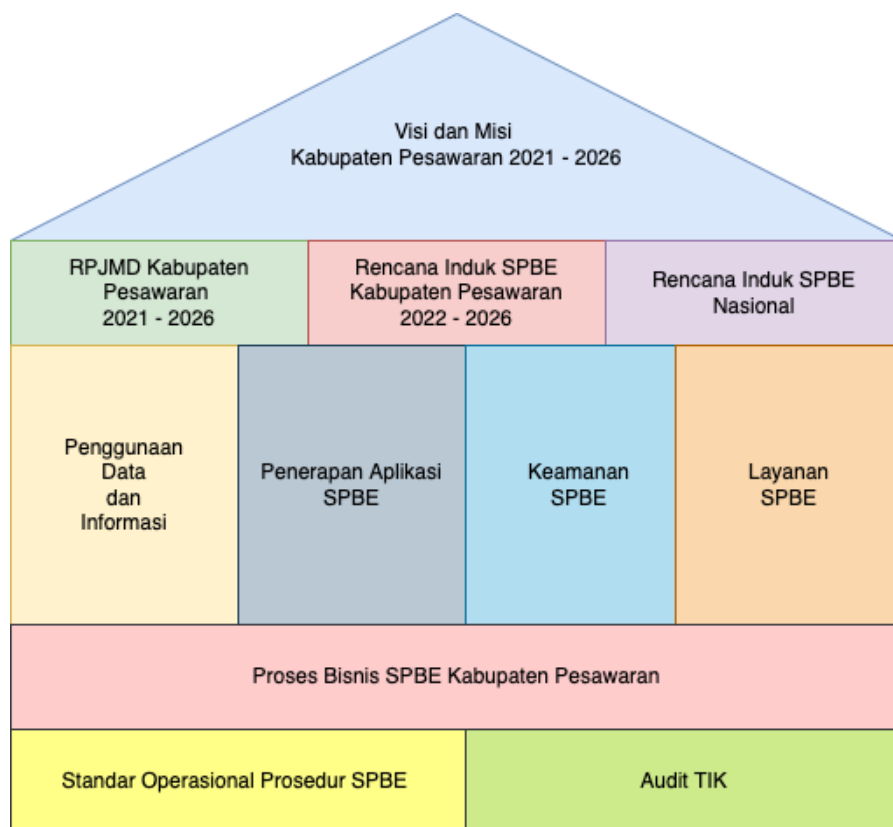 Visi dan Misi
Kabupaten Pesawaran 2021 - 2026
RPJMD Kabupaten
Pesawaran
2021 - 2026
Rencana Induk SPBE
Kabupaten Pesawaran
2022 - 2026
Rencana Induk SPBE
Nasional
Penggunaan
Data
dan
Informasi
Penerapan Aplikasi
SPBE
Keamanan
SPBE
Layanan
SPBE
Proses Bisnis SPBE Kabupaten Pesawaran
Standar Operasional Prosedur SPBE
Audit TIK